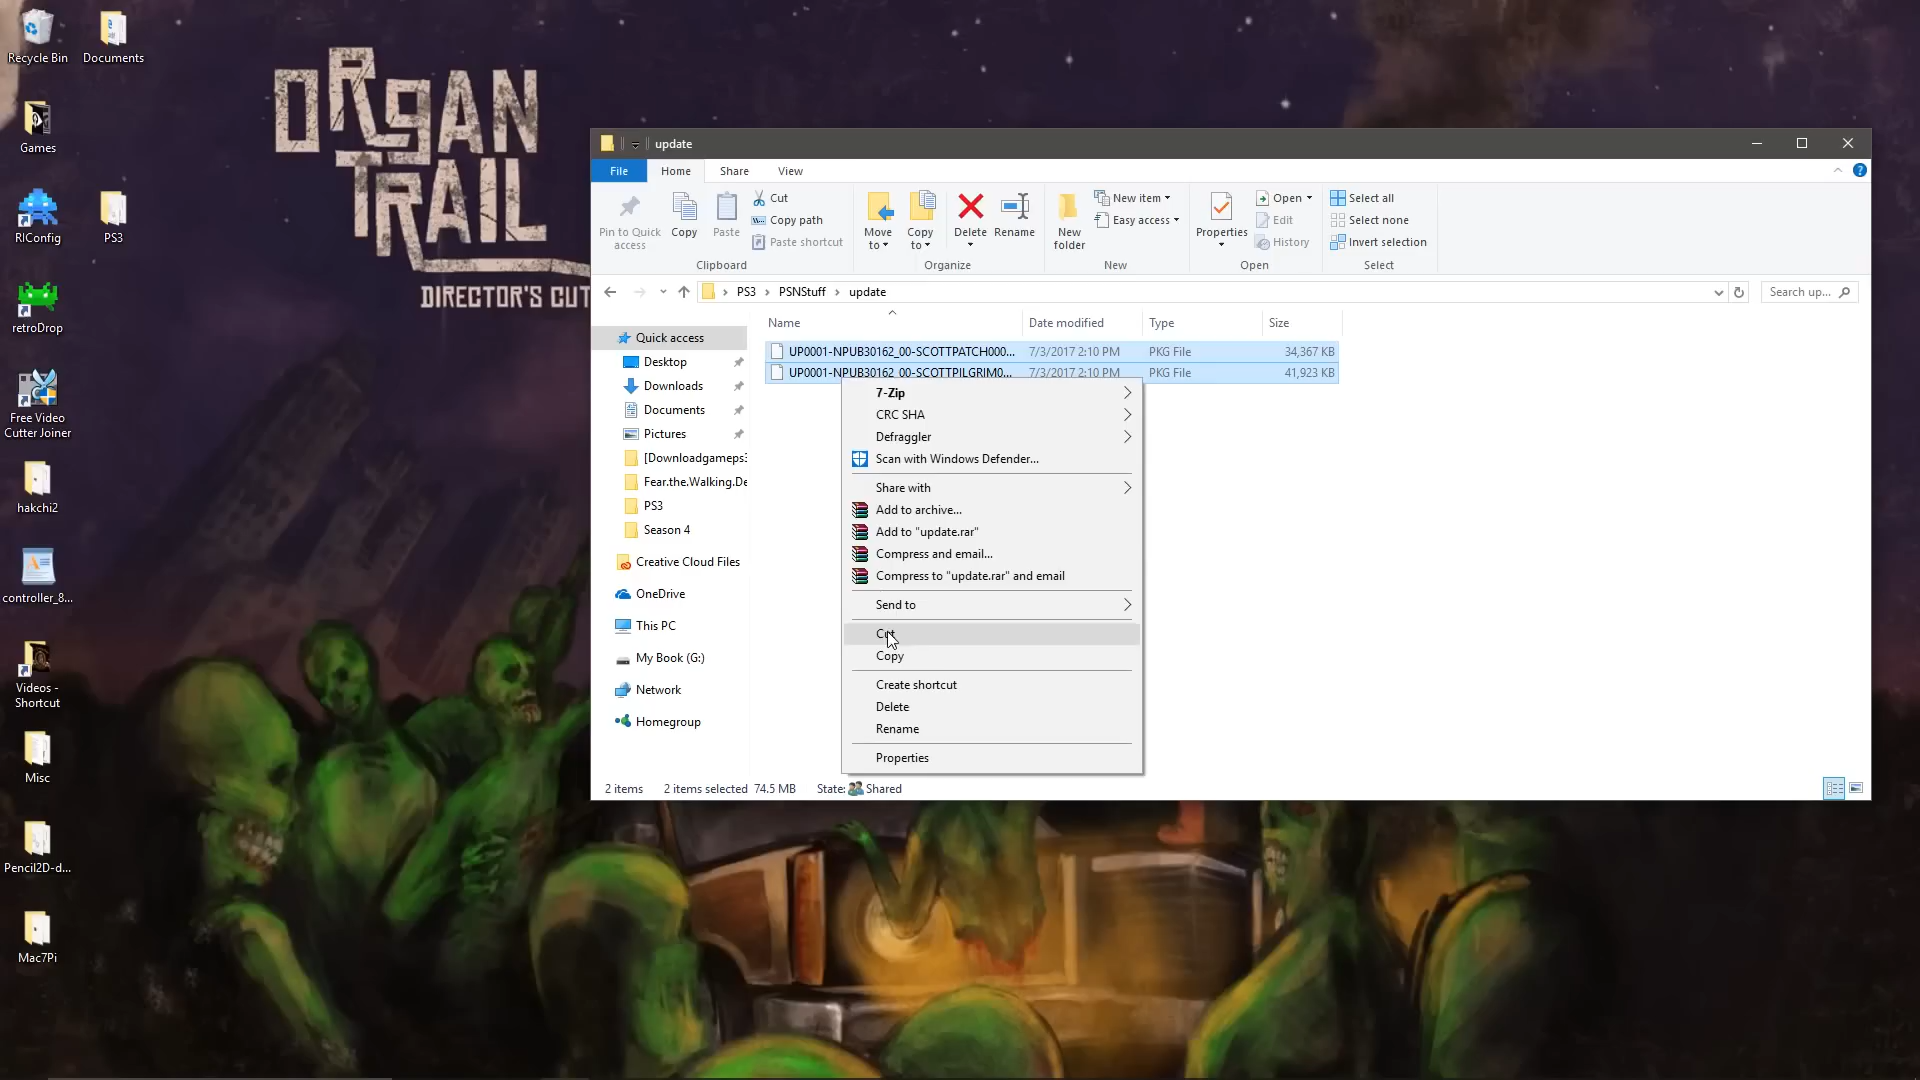 Recycle Bin
Documents
Games
RIConfig
PS3
retroDrop
Free Video
Cutter Joiner
hakchi2
controller_8...
Videos -
Shortcut
Misc
Pencil2D-d...
Mac7Pi
ORGAN
TRAIL
DIRECTOR'S CUT
update
File
Home
Share
View
Pin to Quick
access
Copy
Paste
Cut
Copy path
Paste shortcut
Clipboard
Move
to
Copy
to
Delete
Rename
Organize
New
folder
New item
Easy access
New
Properties
Open
Edit
History
Open
Select all
Select none
Invert selection
Select
PS3
PSNStuff
update
Search up...
Name
Date modified
Type
Size
UP0001-NPUB30162_00-SCOTTPATCH000... 7/3/2017 2:10 PM PKG File 34,367 KB
UP0001-NPUB30162_00-SCOTTPILGRIM0... 7/3/2017 2:10 PM PKG File 41,923 KB
Quick access
Desktop
Downloads
Documents
Pictures
[Downloadgameps3
Fear.the.Walking.De
PS3
Season 4
Creative Cloud Files
OneDrive
This PC
My Book (G:)
Network
Homegroup
7-Zip
CRC SHA
Defraggler
Scan with Windows Defender...
Share with
Add to archive...
Add to "update.rar"
Compress and email...
Compress to "update.rar" and email
Send to
Cut
Copy
Create shortcut
Delete
Rename
Properties
2 items
2 items selected 74.5 MB
State: Shared